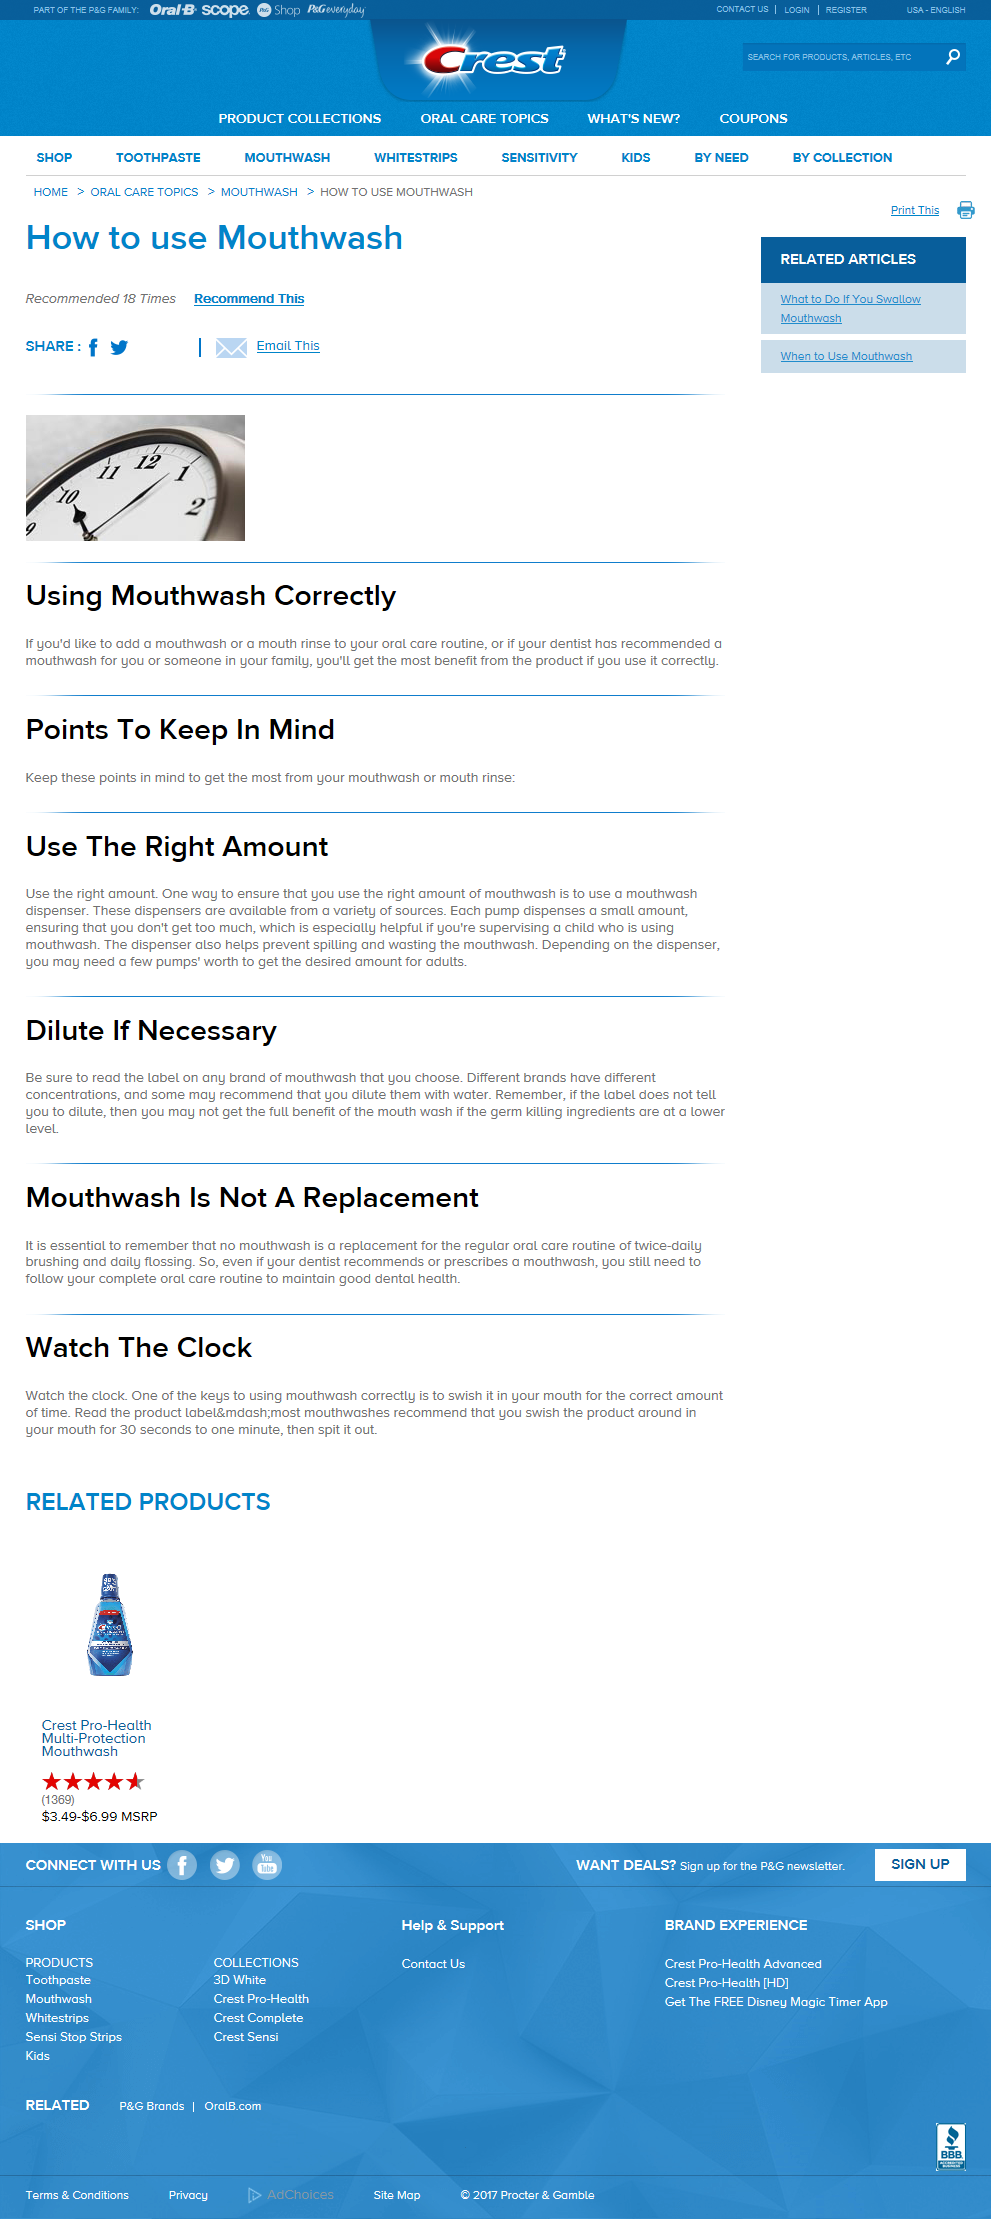 PART OF THE P&G FAMILY: Oral-B scope P&G Shop P&G everyday
CONTACT US | LOGIN | REGISTER USA - ENGLISH
Crest
SEARCH FOR PRODUCTS, ARTICLES, ETC
PRODUCT COLLECTIONS ORAL CARE TOPICS WHAT'S NEW? COUPONS
SHOP TOOTHPASTE MOUTHWASH WHITESTRIPS SENSITIVITY KIDS BY NEED BY COLLECTION
HOME > ORAL CARE TOPICS > MOUTHWASH > HOW TO USE MOUTHWASH
Print This
How to use Mouthwash
RELATED ARTICLES
What to Do If You Swallow
Mouthwash
When to Use Mouthwash
Recommended 18 Times Recommend This
SHARE : | Email This
9 10 11 12 1 2
Using Mouthwash Correctly
If you'd like to add a mouthwash or a mouth rinse to your oral care routine, or if your dentist has recommended a
mouthwash for you or someone in your family, you'll get the most benefit from the product if you use it correctly.
Points To Keep In Mind
Keep these points in mind to get the most from your mouthwash or mouth rinse:
Use The Right Amount
Use the right amount. One way to ensure that you use the right amount of mouthwash is to use a mouthwash
dispenser. These dispensers are available from a variety of sources. Each pump dispenses a small amount,
ensuring that you don't get too much, which is especially helpful if you're supervising a child who is using
mouthwash. The dispenser also helps prevent spilling and wasting the mouthwash. Depending on the dispenser,
you may need a few pumps' worth to get the desired amount for adults.
Dilute If Necessary
Be sure to read the label on any brand of mouthwash that you choose. Different brands have different
concentrations, and some may recommend that you dilute them with water. Remember, if the label does not tell
you to dilute, then you may not get the full benefit of the mouth wash if the germ killing ingredients are at a lower
level.
Mouthwash Is Not A Replacement
It is essential to remember that no mouthwash is a replacement for the regular oral care routine of twice-daily
brushing and daily flossing. So, even if your dentist recommends or prescribes a mouthwash, you still need to
follow your complete oral care routine to maintain good dental health.
Watch The Clock
Watch the clock. One of the keys to using mouthwash correctly is to swish it in your mouth for the correct amount
of time. Read the product label&mdash;most mouthwashes recommend that you swish the product around in
your mouth for 30 seconds to one minute, then spit it out.
RELATED PRODUCTS
Crest Pro-Health
Multi-Protection
Mouthwash
(1369)
$3.49-$6.99 MSRP
CONNECT WITH US You Tube
WANT DEALS? Sign up for the P&G newsletter. SIGN UP
SHOP
PRODUCTS
Toothpaste
Mouthwash
Whitestrips
Sensi Stop Strips
Kids
COLLECTIONS
3D White
Crest Pro-Health
Crest Complete
Crest Sensi
Help & Support
Contact Us
BRAND EXPERIENCE
Crest Pro-Health Advanced
Crest Pro-Health [HD]
Get The FREE Disney Magic Timer App
RELATED P&G Brands | OralB.com
BBB
ACCREDITED
BUSINESS
Terms & Conditions Privacy AdChoices Site Map © 2017 Procter & Gamble